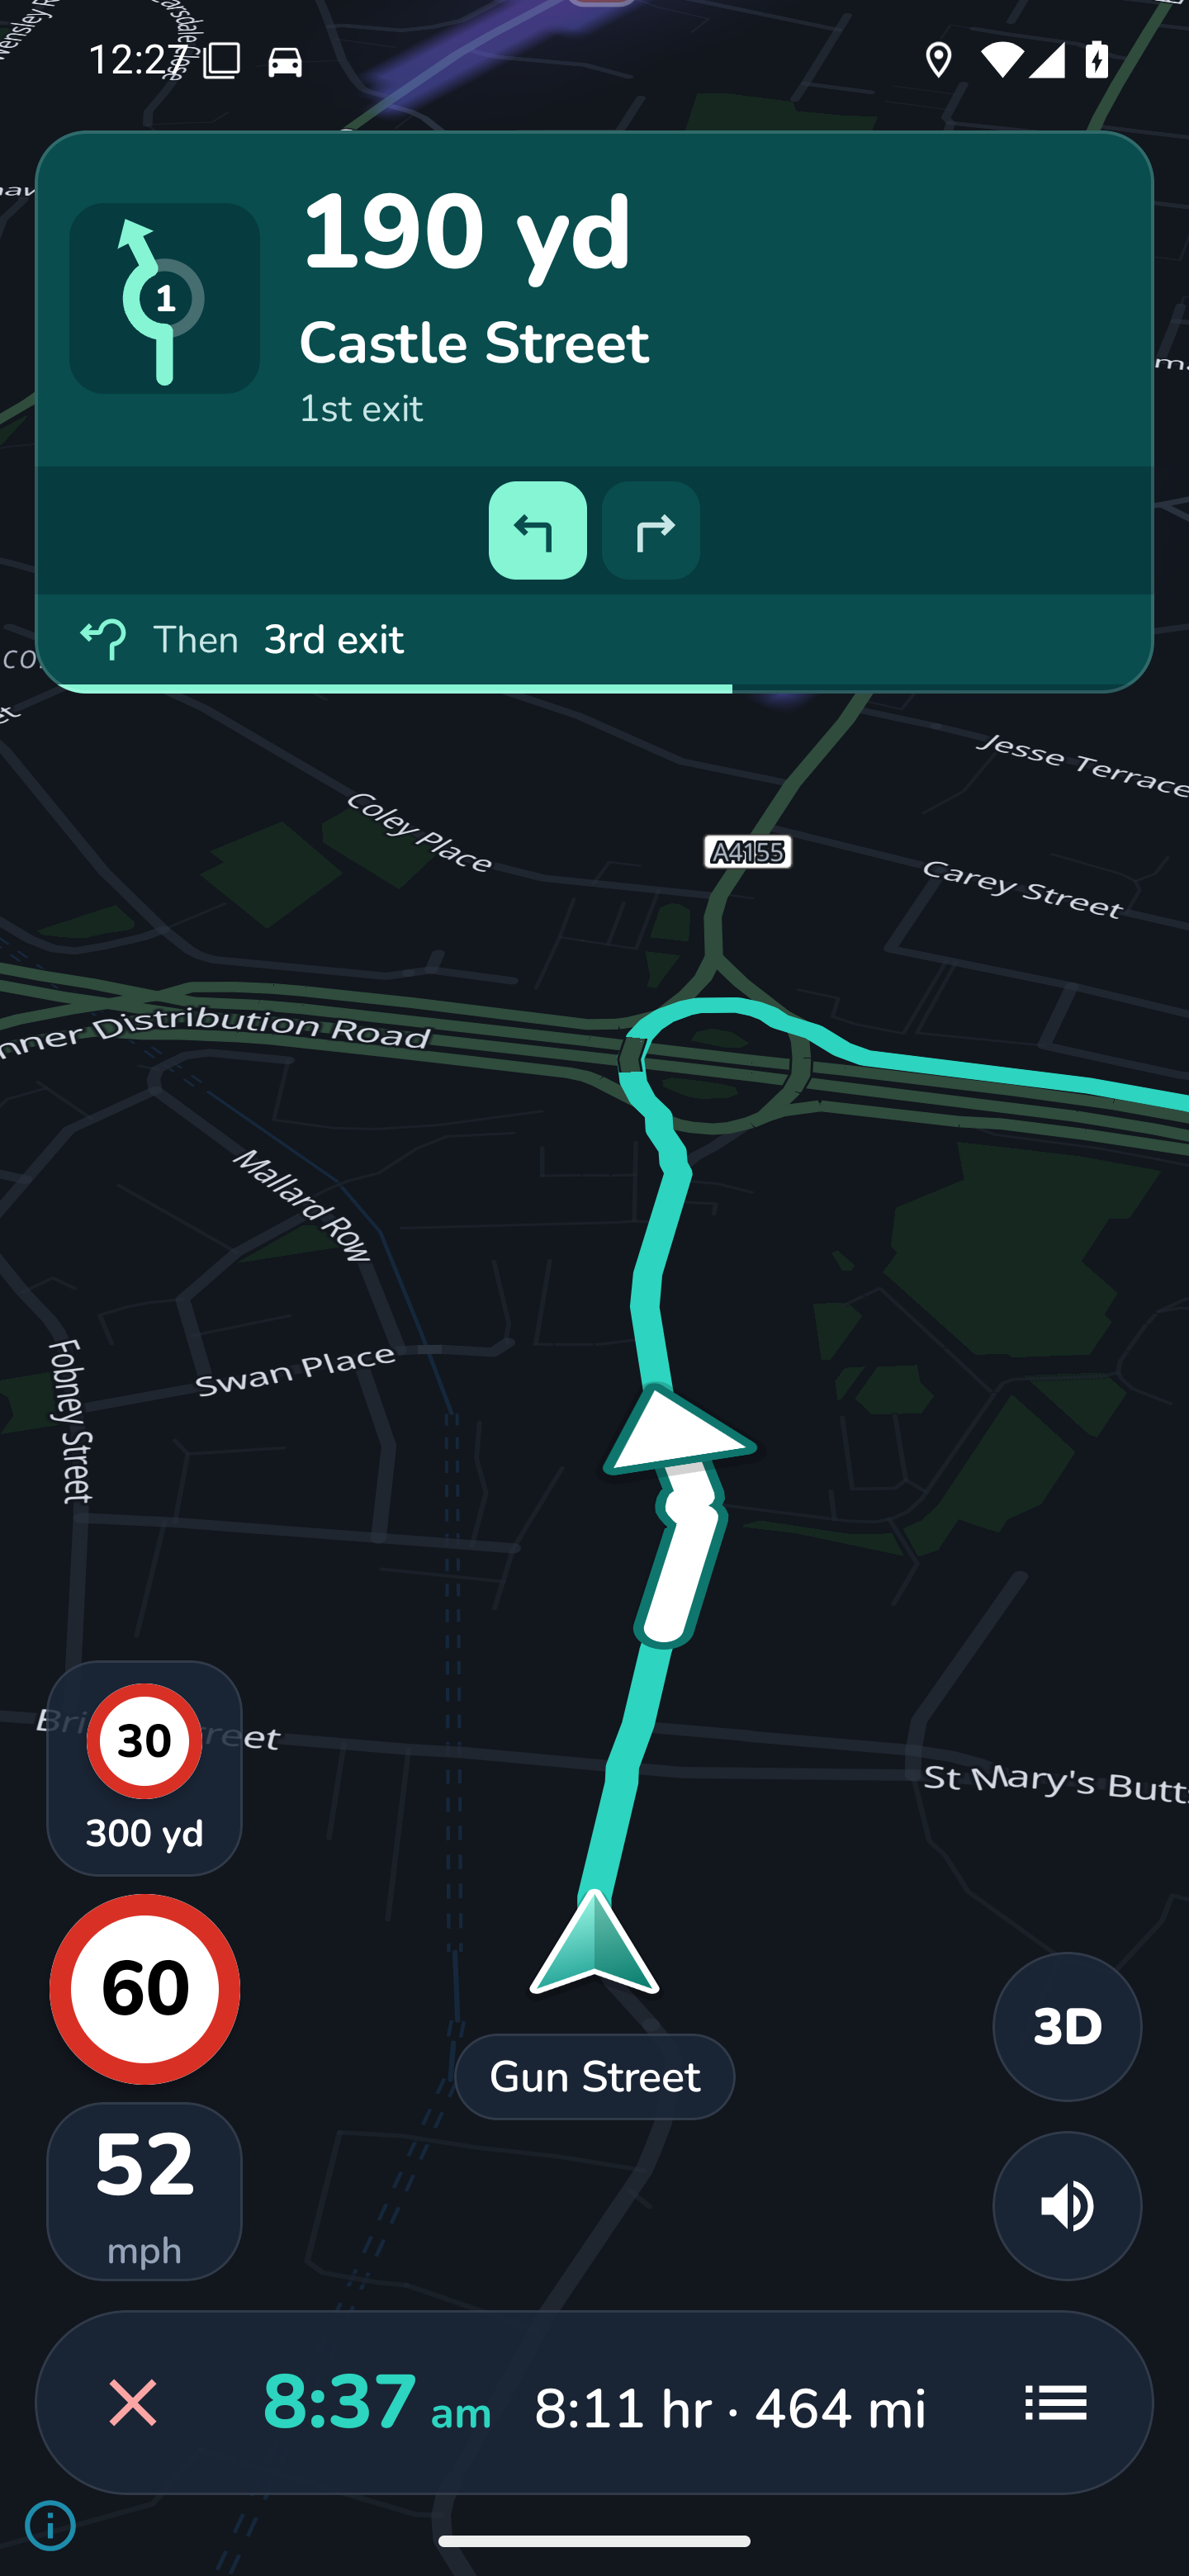 12:27
190 yd
1
Castle Street
1st exit
Then 3rd exit
Jesse Terrace
Coley Place
A4155
Carey Street
nner Distribution Road
Mallard Row
Swan Place
Fobney Street
30
300 yd
St Mary's Butts
60
Gun Street
3D
52
mph
8:37 am 8:11 hr · 464 mi